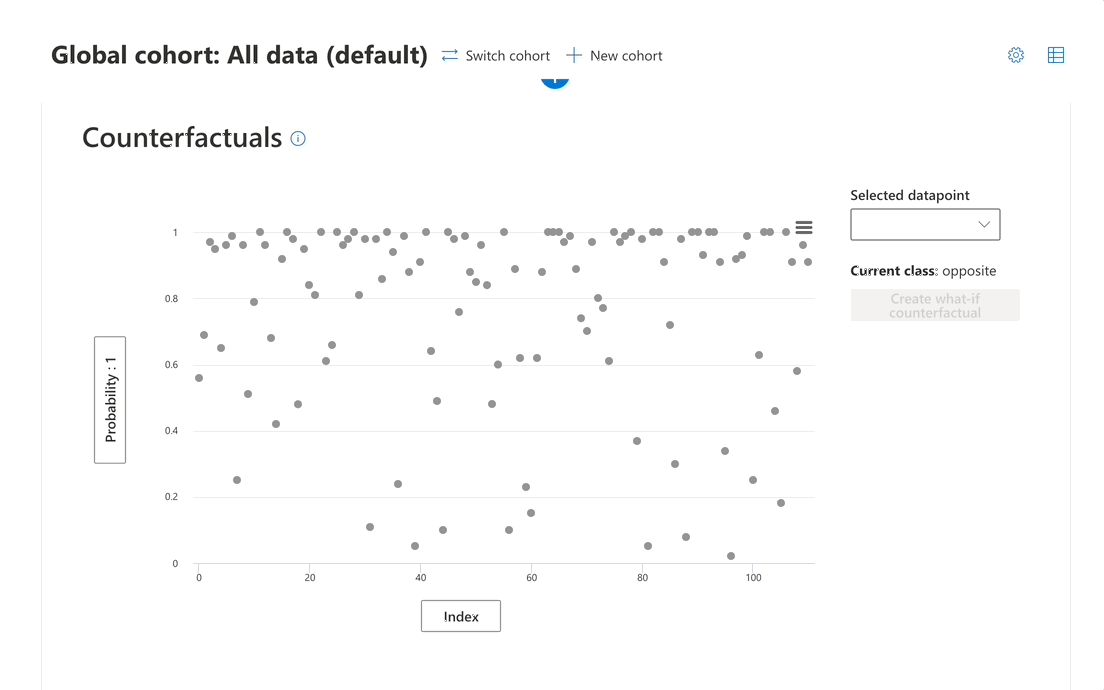 Global cohort: All data (default)
Switch cohort
New cohort
Counterfactuals
Selected datapoint
Current class: opposite
Create what-if
counterfactual
Probability : 1
1
0.8
0.6
0.4
0.2
0
0
20
40
60
80
100
Index